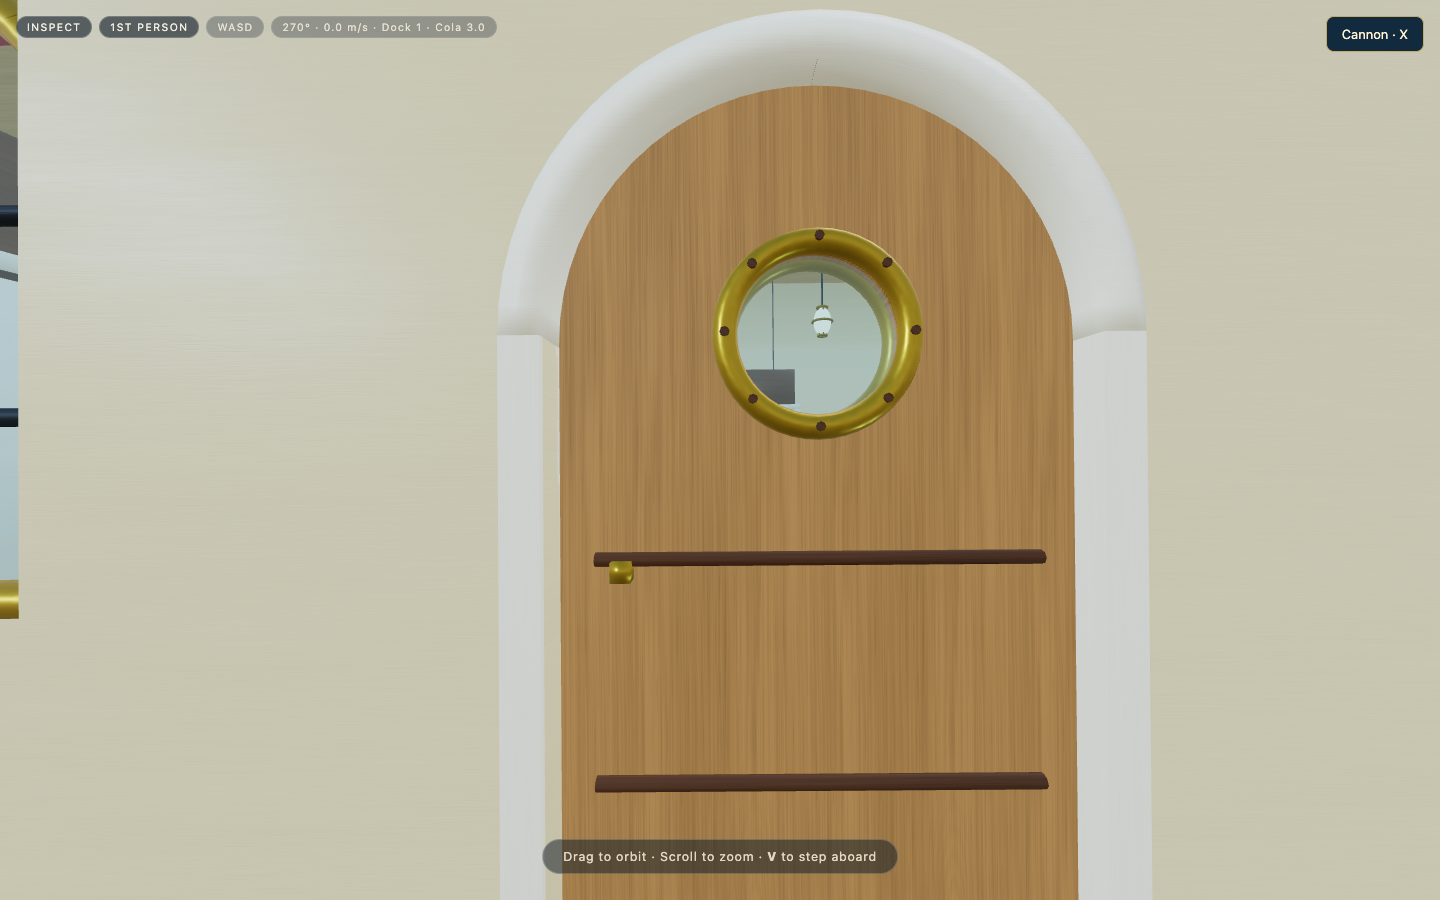 INSPECT
1ST PERSON
WASD
270° · 0.0 m/s · Dock 1 · Cola 3.0
Cannon · X
Drag to orbit · Scroll to zoom · V to step aboard